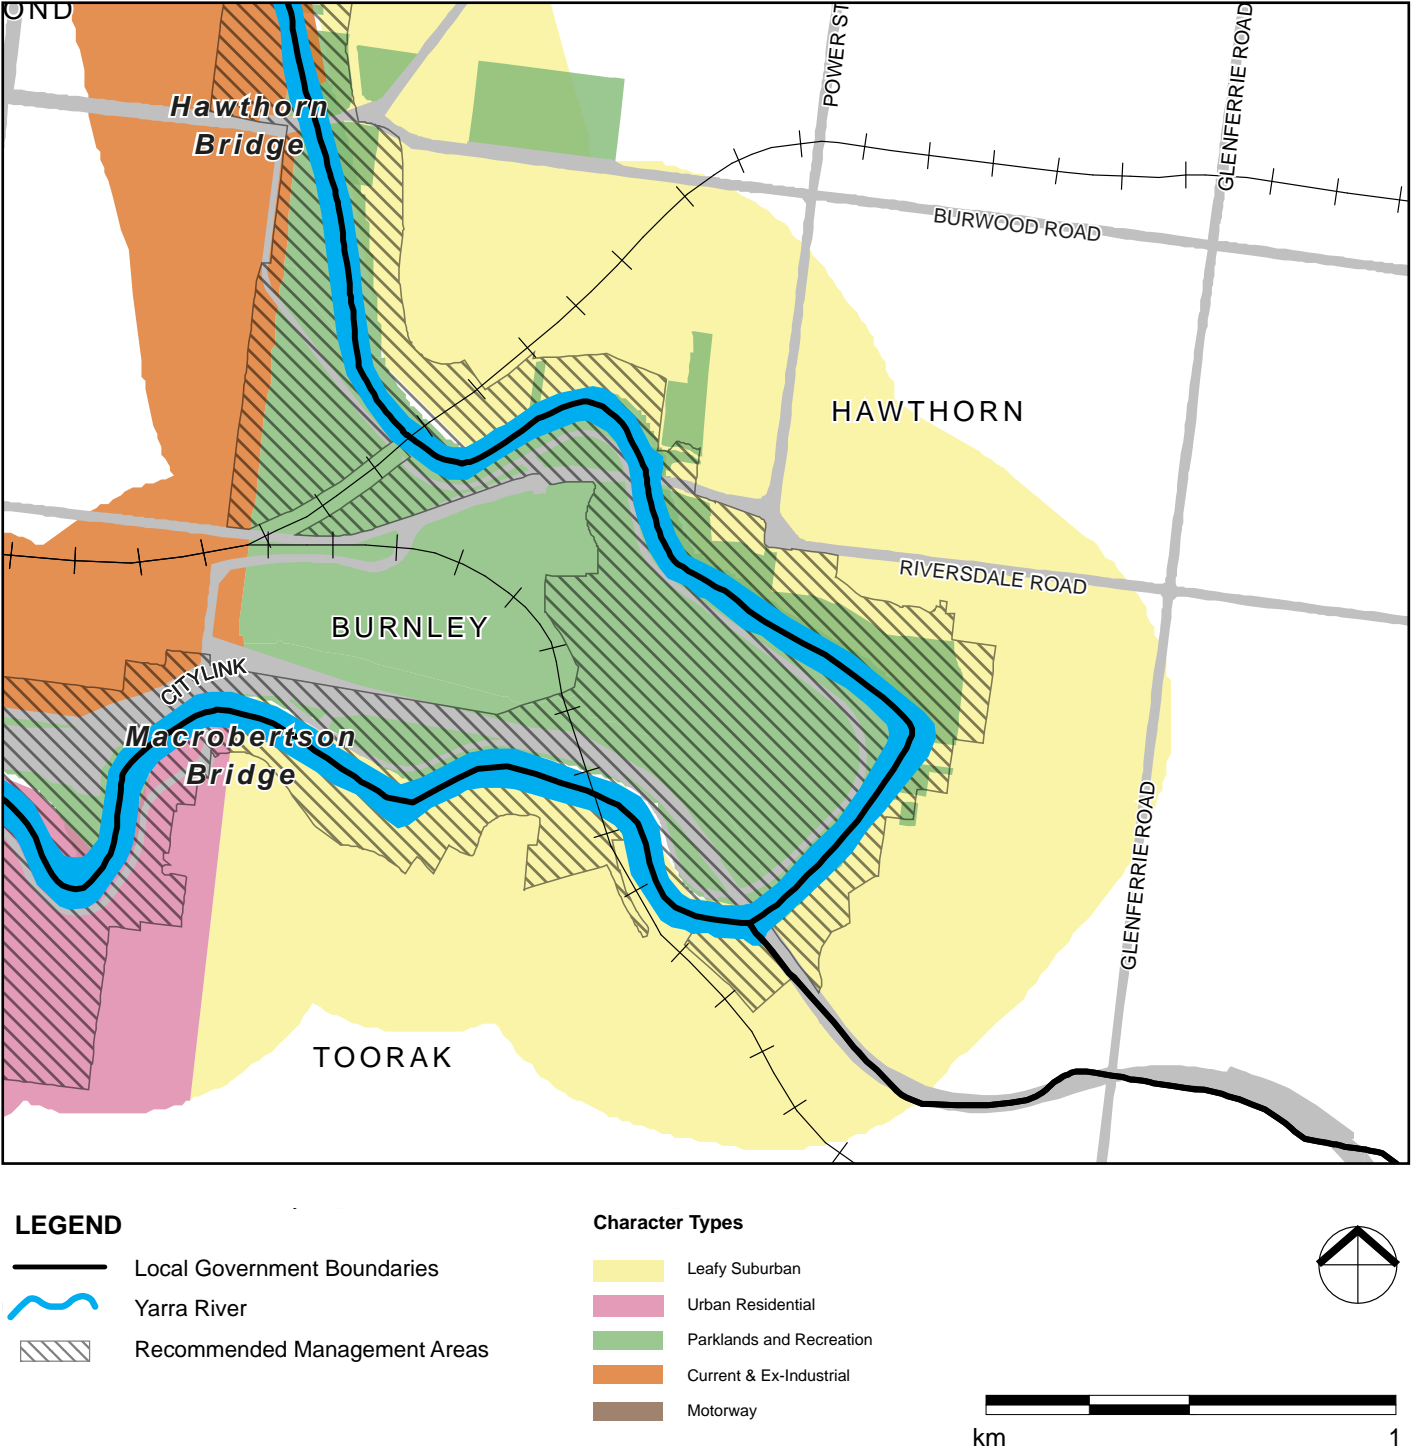 OND
POWER ST
GLENFERRIE ROAD
Hawthorn
Bridge
BURWOOD ROAD
HAWTHORN
RIVERSDALE ROAD
BURNLEY
CITYLINK
Macrobertson
Bridge
GLENFERRIE ROAD
TOORAK
LEGEND
Local Government Boundaries
Yarra River
Recommended Management Areas
Character Types
Leafy Suburban
Urban Residential
Parklands and Recreation
Current & Ex-Industrial
Motorway
km 1